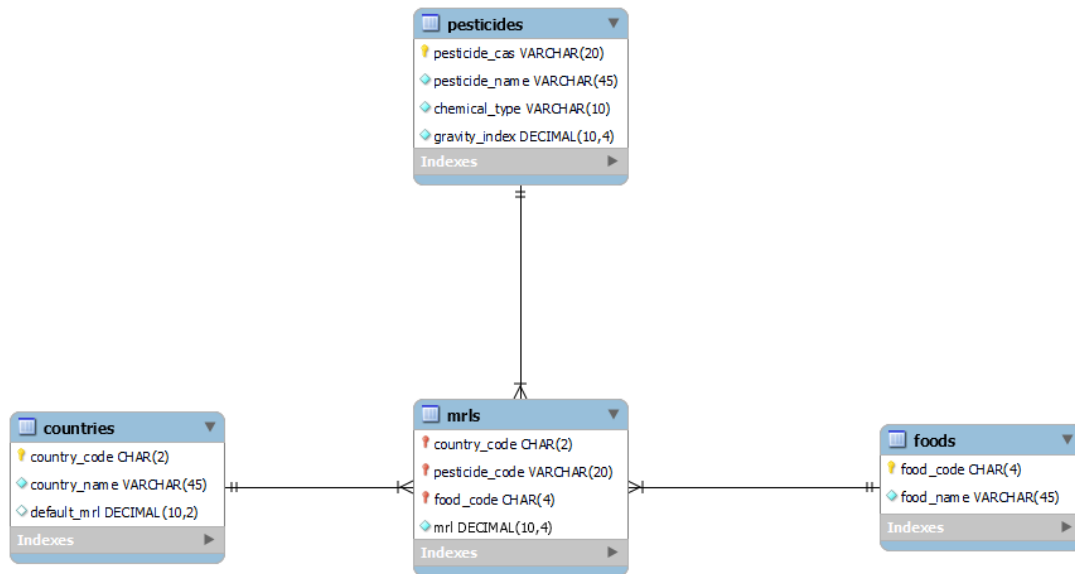 pesticides
pesticide_cas VARCHAR(20)
pesticide_name VARCHAR(45)
chemical_type VARCHAR(10)
gravity_index DECIMAL(10,4)
Indexes
countries
country_code CHAR(2)
country_name VARCHAR(45)
default_mrl DECIMAL(10,2)
Indexes
mrls
country_code CHAR(2)
pesticide_code VARCHAR(20)
food_code CHAR(4)
mrl DECIMAL(10,4)
Indexes
foods
food_code CHAR(4)
food_name VARCHAR(45)
Indexes